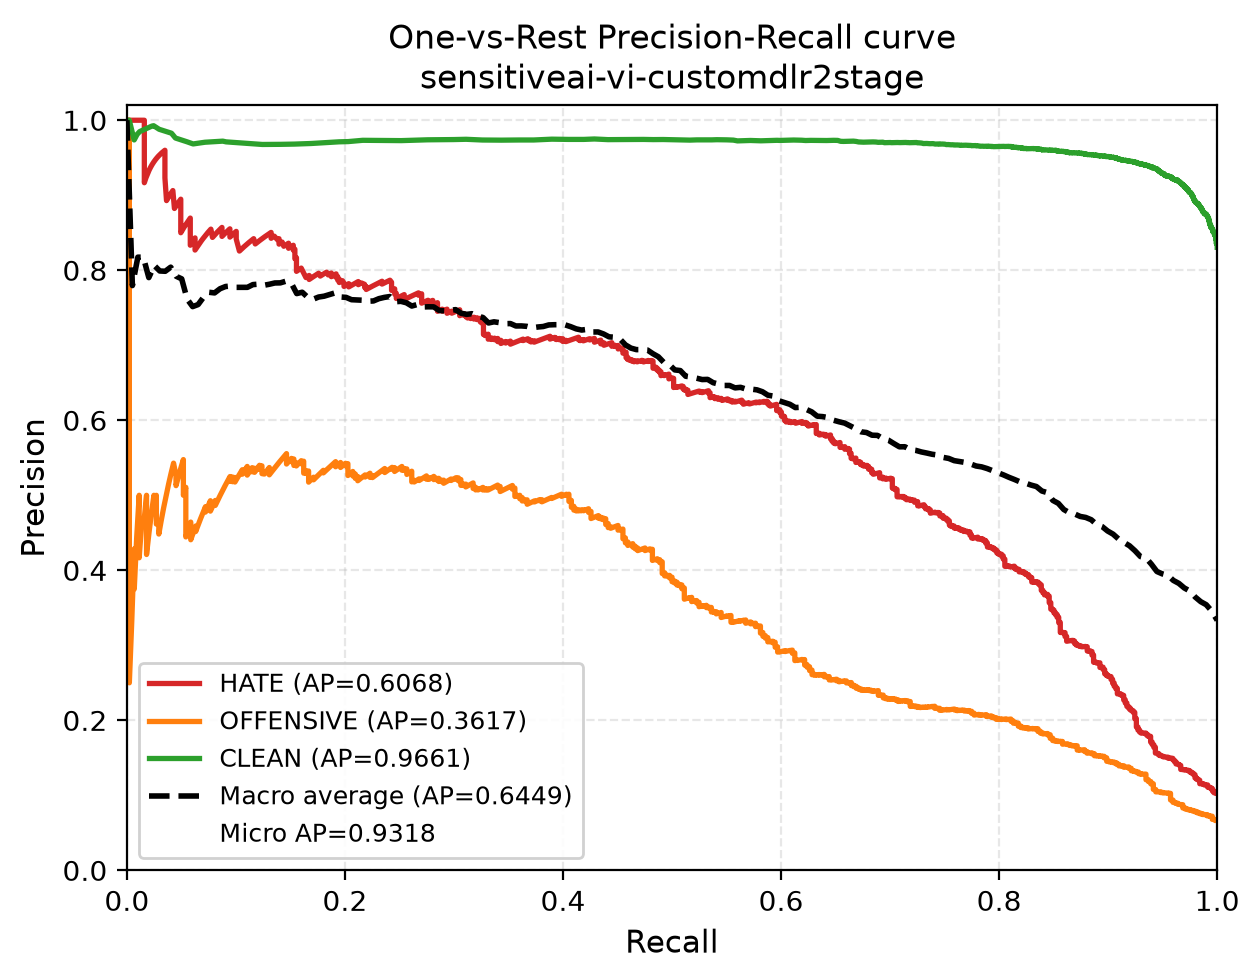 One-vs-Rest Precision-Recall curve
sensitiveai-vi-customdlr2stage
Precision
1.0
0.8
0.6
0.4
0.2
0.0
HATE (AP=0.6068)
OFFENSIVE (AP=0.3617)
CLEAN (AP=0.9661)
Macro average (AP=0.6449)
Micro AP=0.9318
0.0 0.2 0.4 0.6 0.8 1.0
Recall